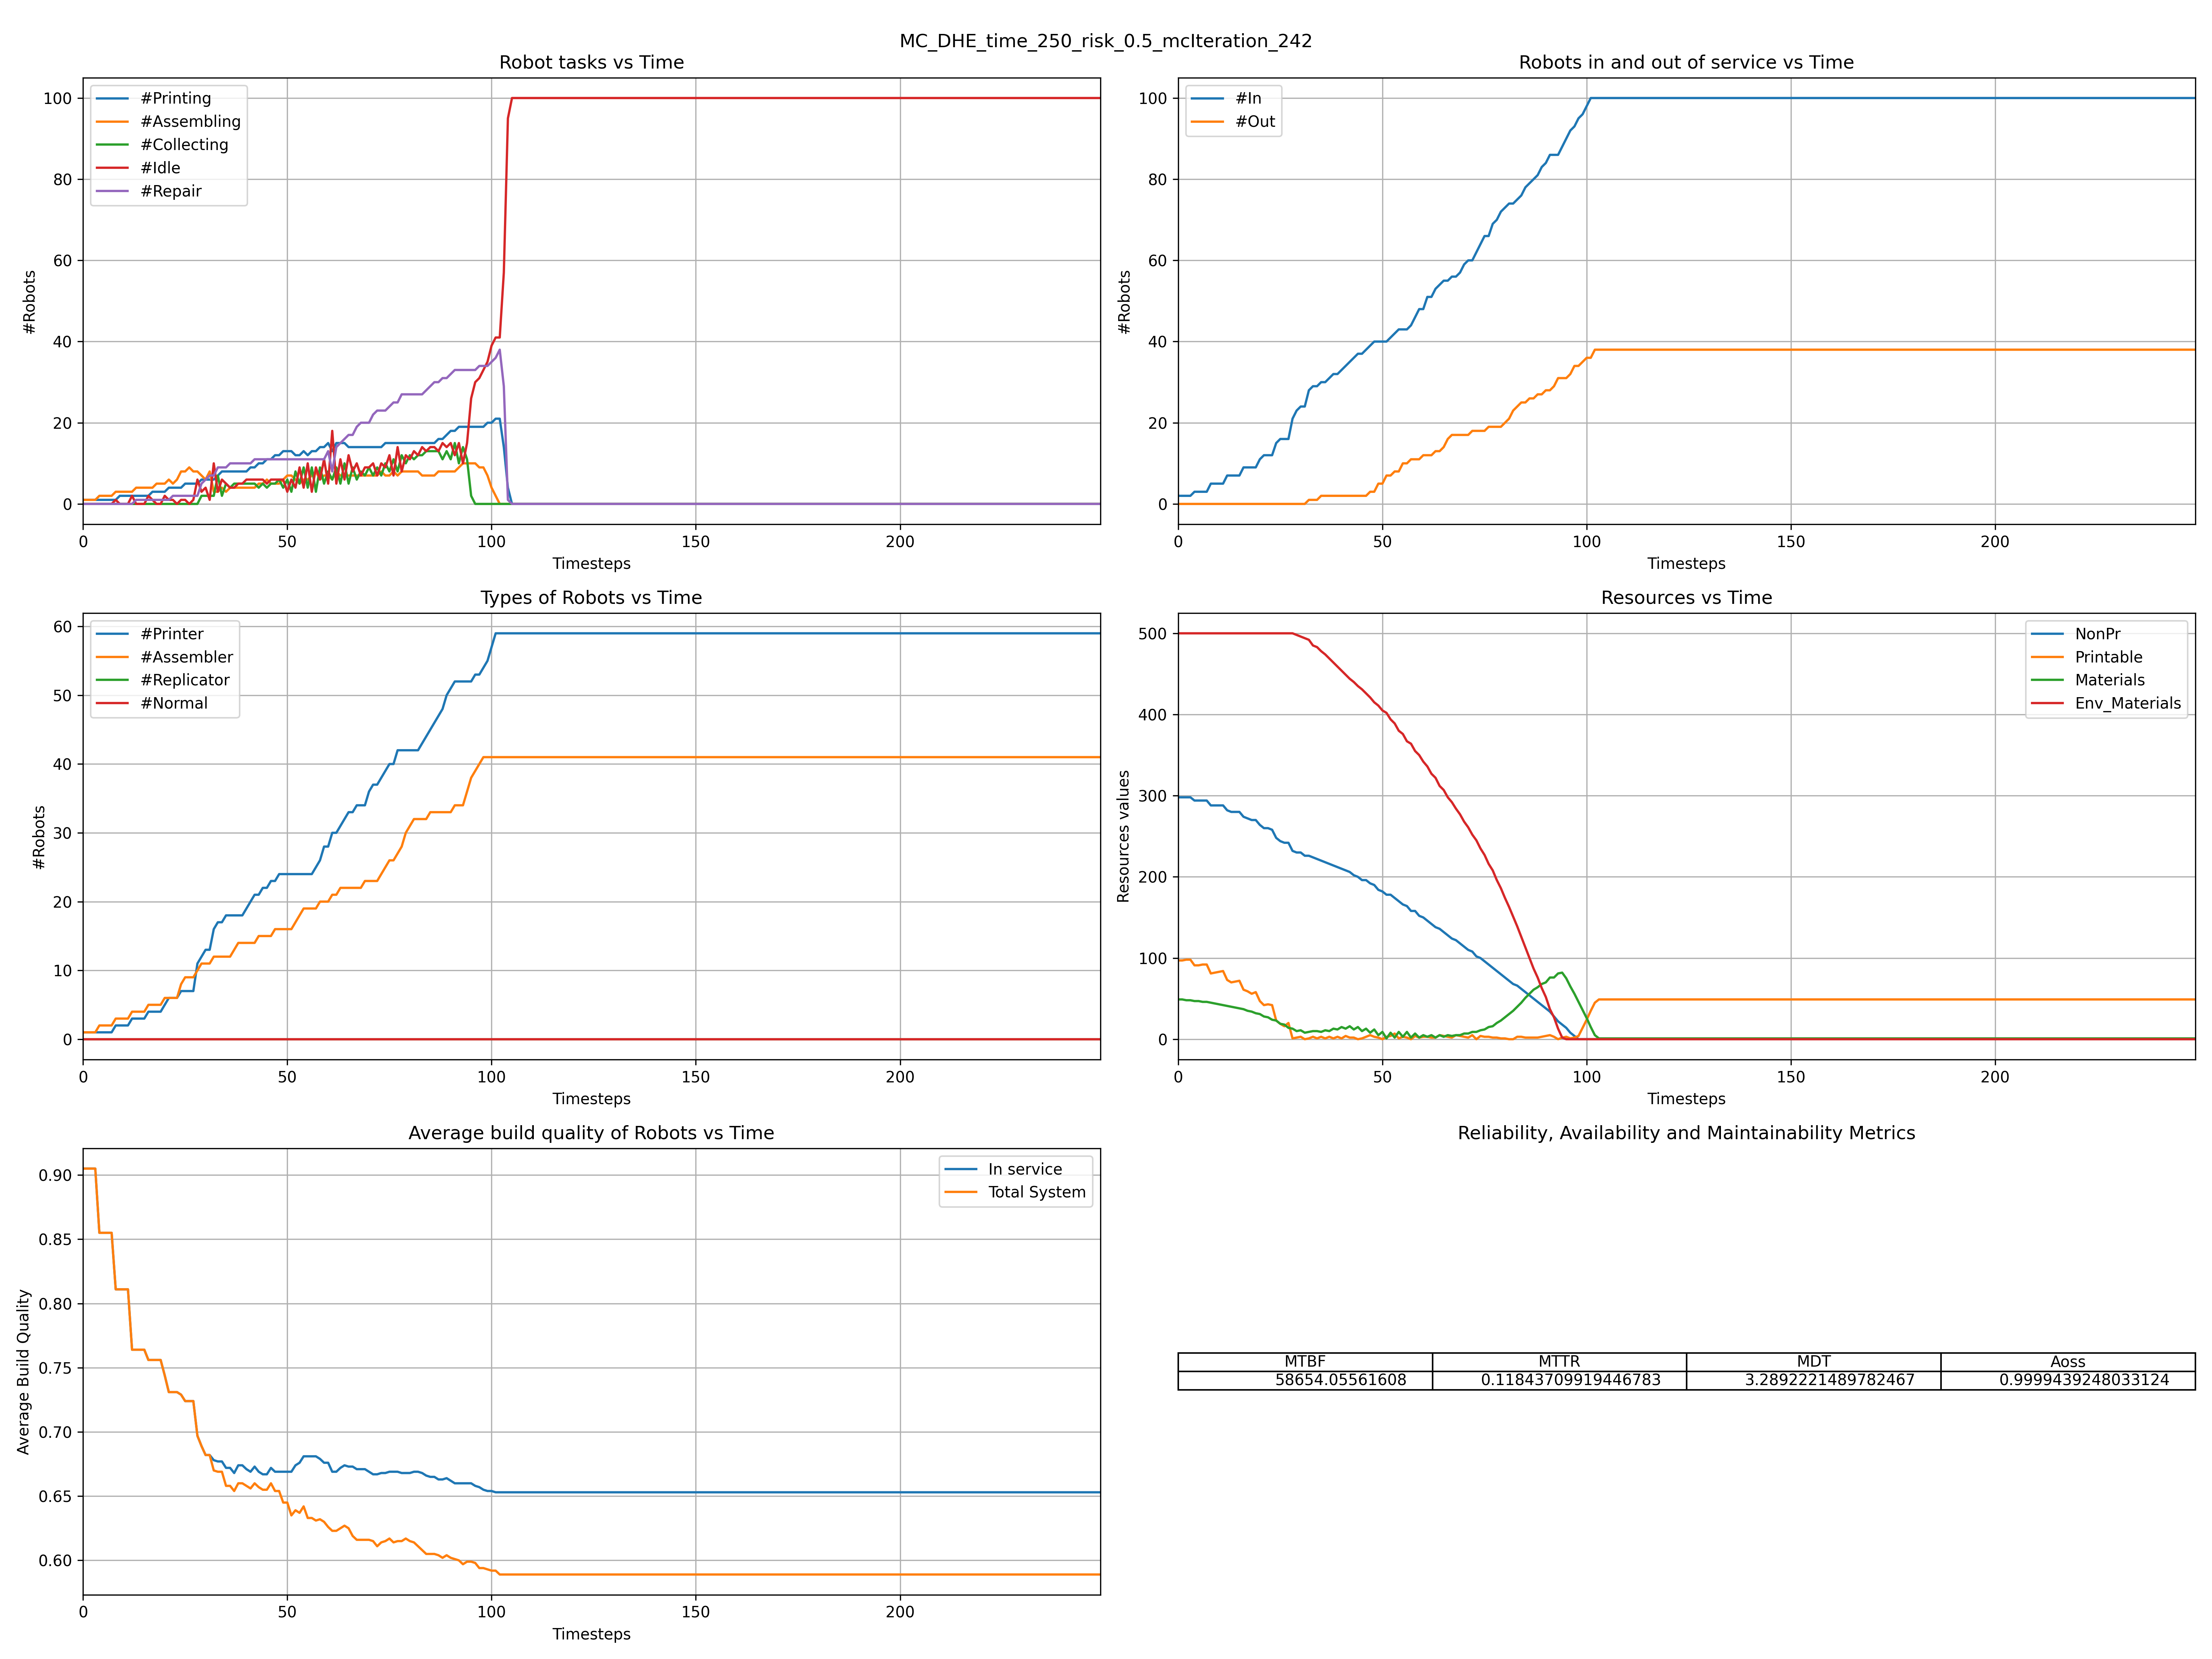 MC_DHE_time_250_risk_0.5_mcIteration_242
Robot tasks vs Time
#Printing
#Assembling
#Collecting
#Idle
#Repair
100
80
60
40
20
0
#Robots
0 50 100 150 200
Timesteps
Robots in and out of service vs Time
#In
#Out
100
80
60
40
20
0
#Robots
0 50 100 150 200
Timesteps
Types of Robots vs Time
#Printer
#Assembler
#Replicator
#Normal
60
50
40
30
20
10
0
#Robots
0 50 100 150 200
Timesteps
Resources vs Time
NonPr
Printable
Materials
Env_Materials
500
400
300
200
100
0
Resources values
0 50 100 150 200
Timesteps
Average build quality of Robots vs Time
In service
Total System
0.90
0.85
0.80
0.75
0.70
0.65
0.60
Average Build Quality
0 50 100 150 200
Timesteps
Reliability, Availability and Maintainability Metrics
MTBF MTTR MDT Aoss
58654.05561608 0.11843709919446783 3.2892221489782467 0.9999439248033124